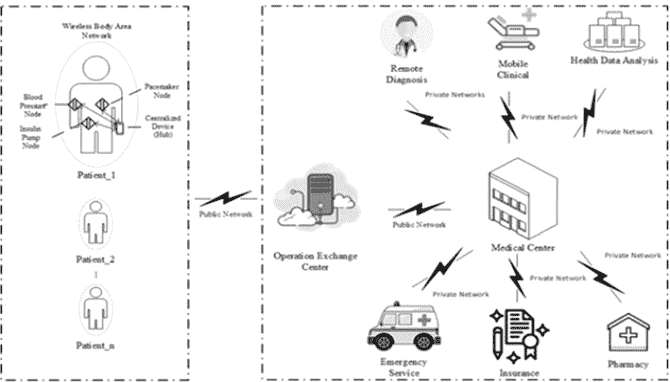 Wireless Body Area
Network
Blood
Pressure
Node
Pacemaker
Node
Insulin
Pump
Node
Centralized
Device
(Hub)
Patient_1
Patient_2
Patient_n
Public Network
Operation Exchange
Center
Public Network
Remote
Diagnosis
Mobile
Clinical
Health Data Analysis
Private Networks
Private Network
Private Network
Medical Center
Private Network
Private Network
Private Network
Emergency
Service
Insurance
Pharmacy